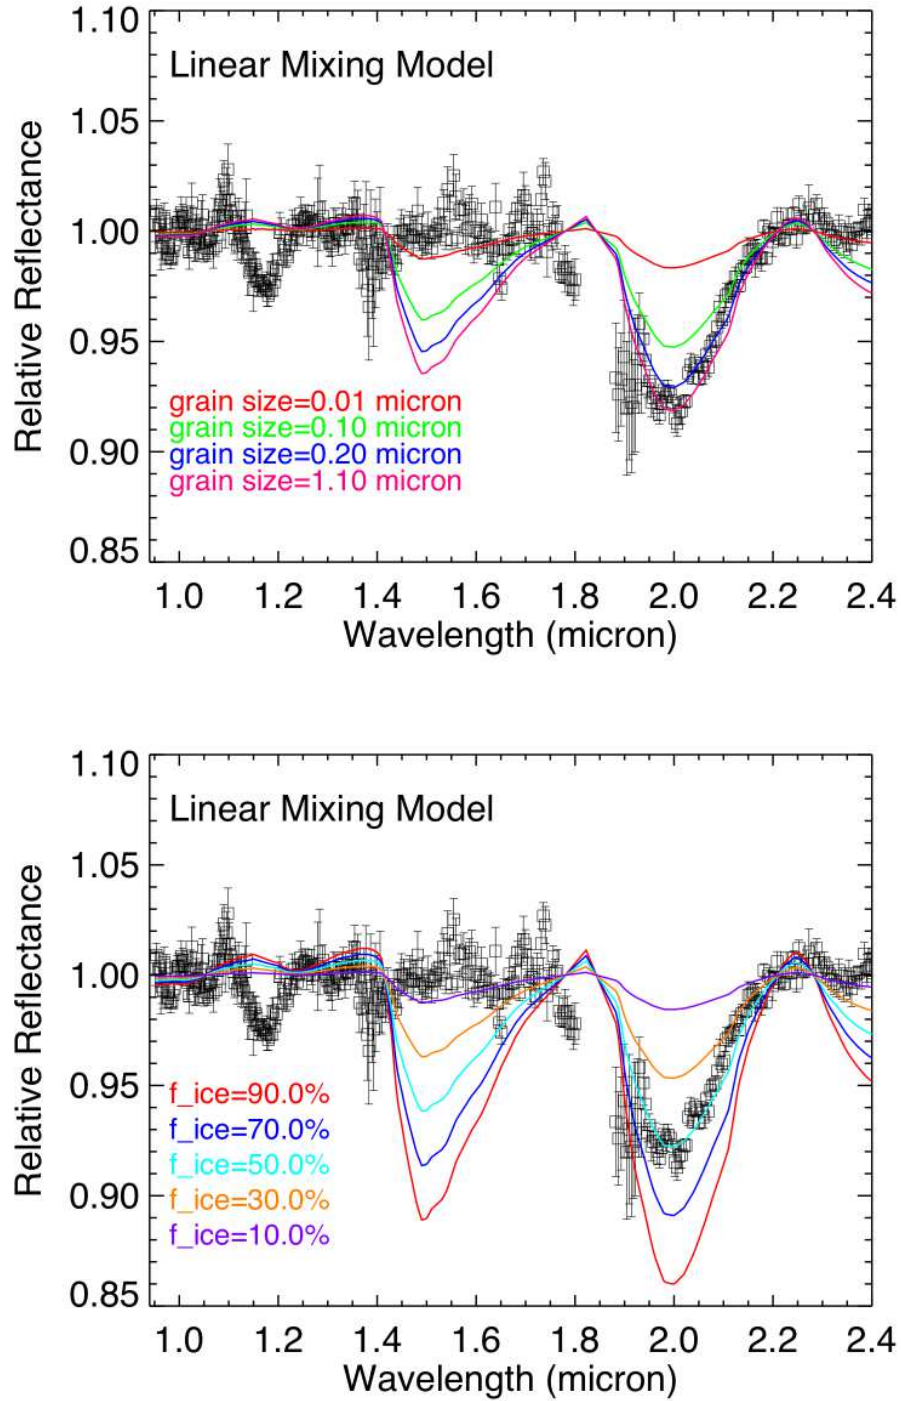 1.10
Linear Mixing Model
1.05
1.00
0.95
0.90
0.85
Relative Reflectance
grain size=0.01 micron
grain size=0.10 micron
grain size=0.20 micron
grain size=1.10 micron
1.0 1.2 1.4 1.6 1.8 2.0 2.2 2.4
Wavelength (micron)
1.10
Linear Mixing Model
1.05
1.00
0.95
0.90
0.85
Relative Reflectance
f_ice=90.0%
f_ice=70.0%
f_ice=50.0%
f_ice=30.0%
f_ice=10.0%
1.0 1.2 1.4 1.6 1.8 2.0 2.2 2.4
Wavelength (micron)